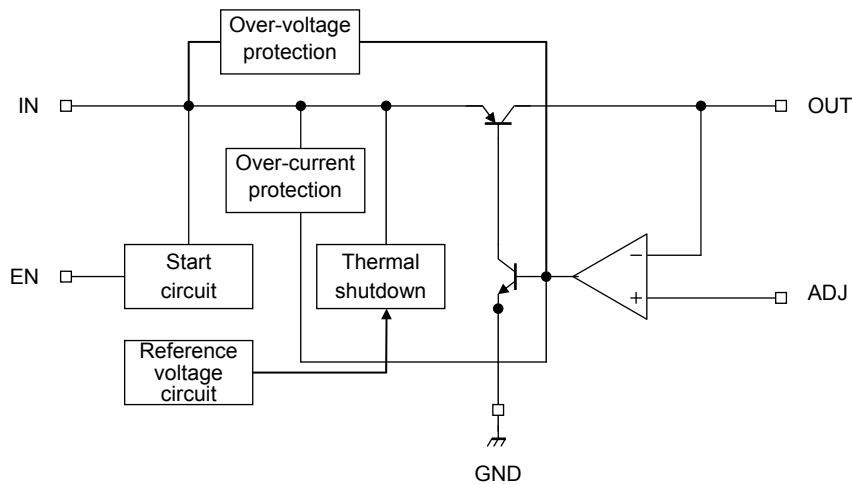 Over-voltage
protection
IN
OUT
Over-current
protection
EN
Start
circuit
Thermal
shutdown
−
+
ADJ
Reference
voltage
circuit
GND